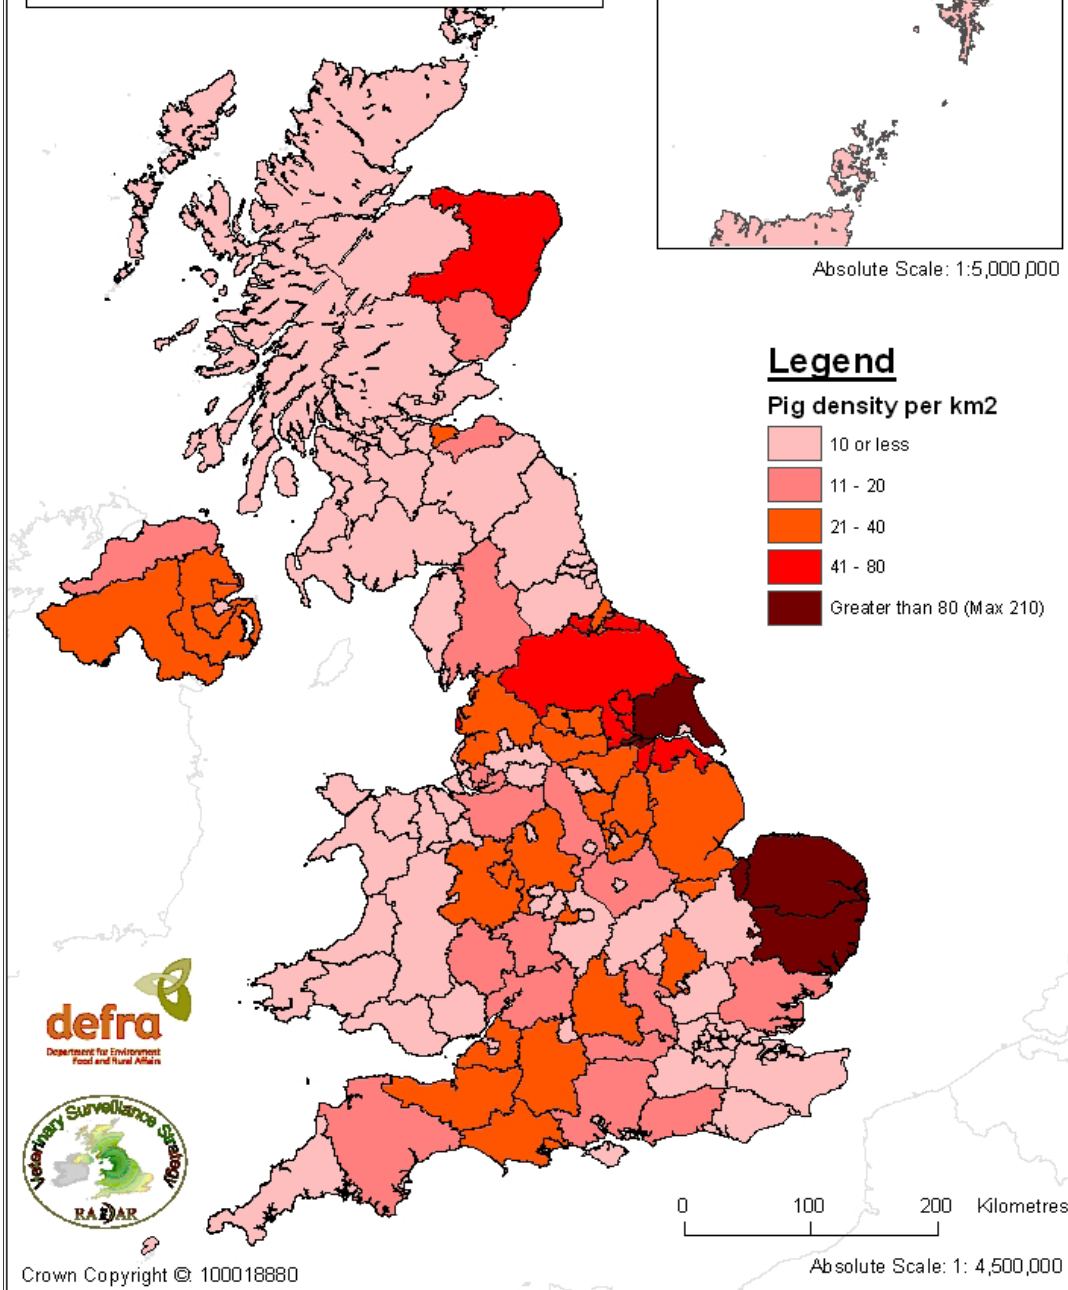 Absolute Scale: 1:5,000,000
Legend
Pig density per km2
10 or less
11 - 20
21 - 40
41 - 80
Greater than 80 (Max 210)
defra
Department for Environment
Food and Rural Affairs
Veterinary Surveillance Strategy
RADAR
0 100 200 Kilometres
Absolute Scale: 1: 4,500,000
Crown Copyright © 100018880